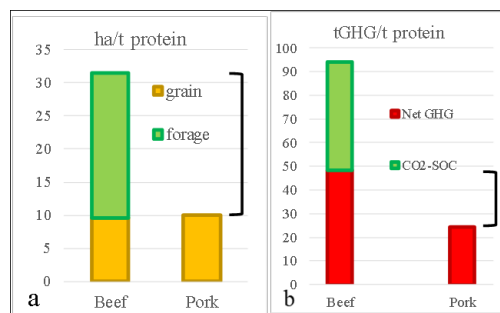 ha/t protein
35
30
25
20
15
10
5
0
grain
forage
Beef
Pork
a
tGHG/t protein
100
90
80
70
60
50
40
30
20
10
0
Net GHG
CO2-SOC
Beef
Pork
b